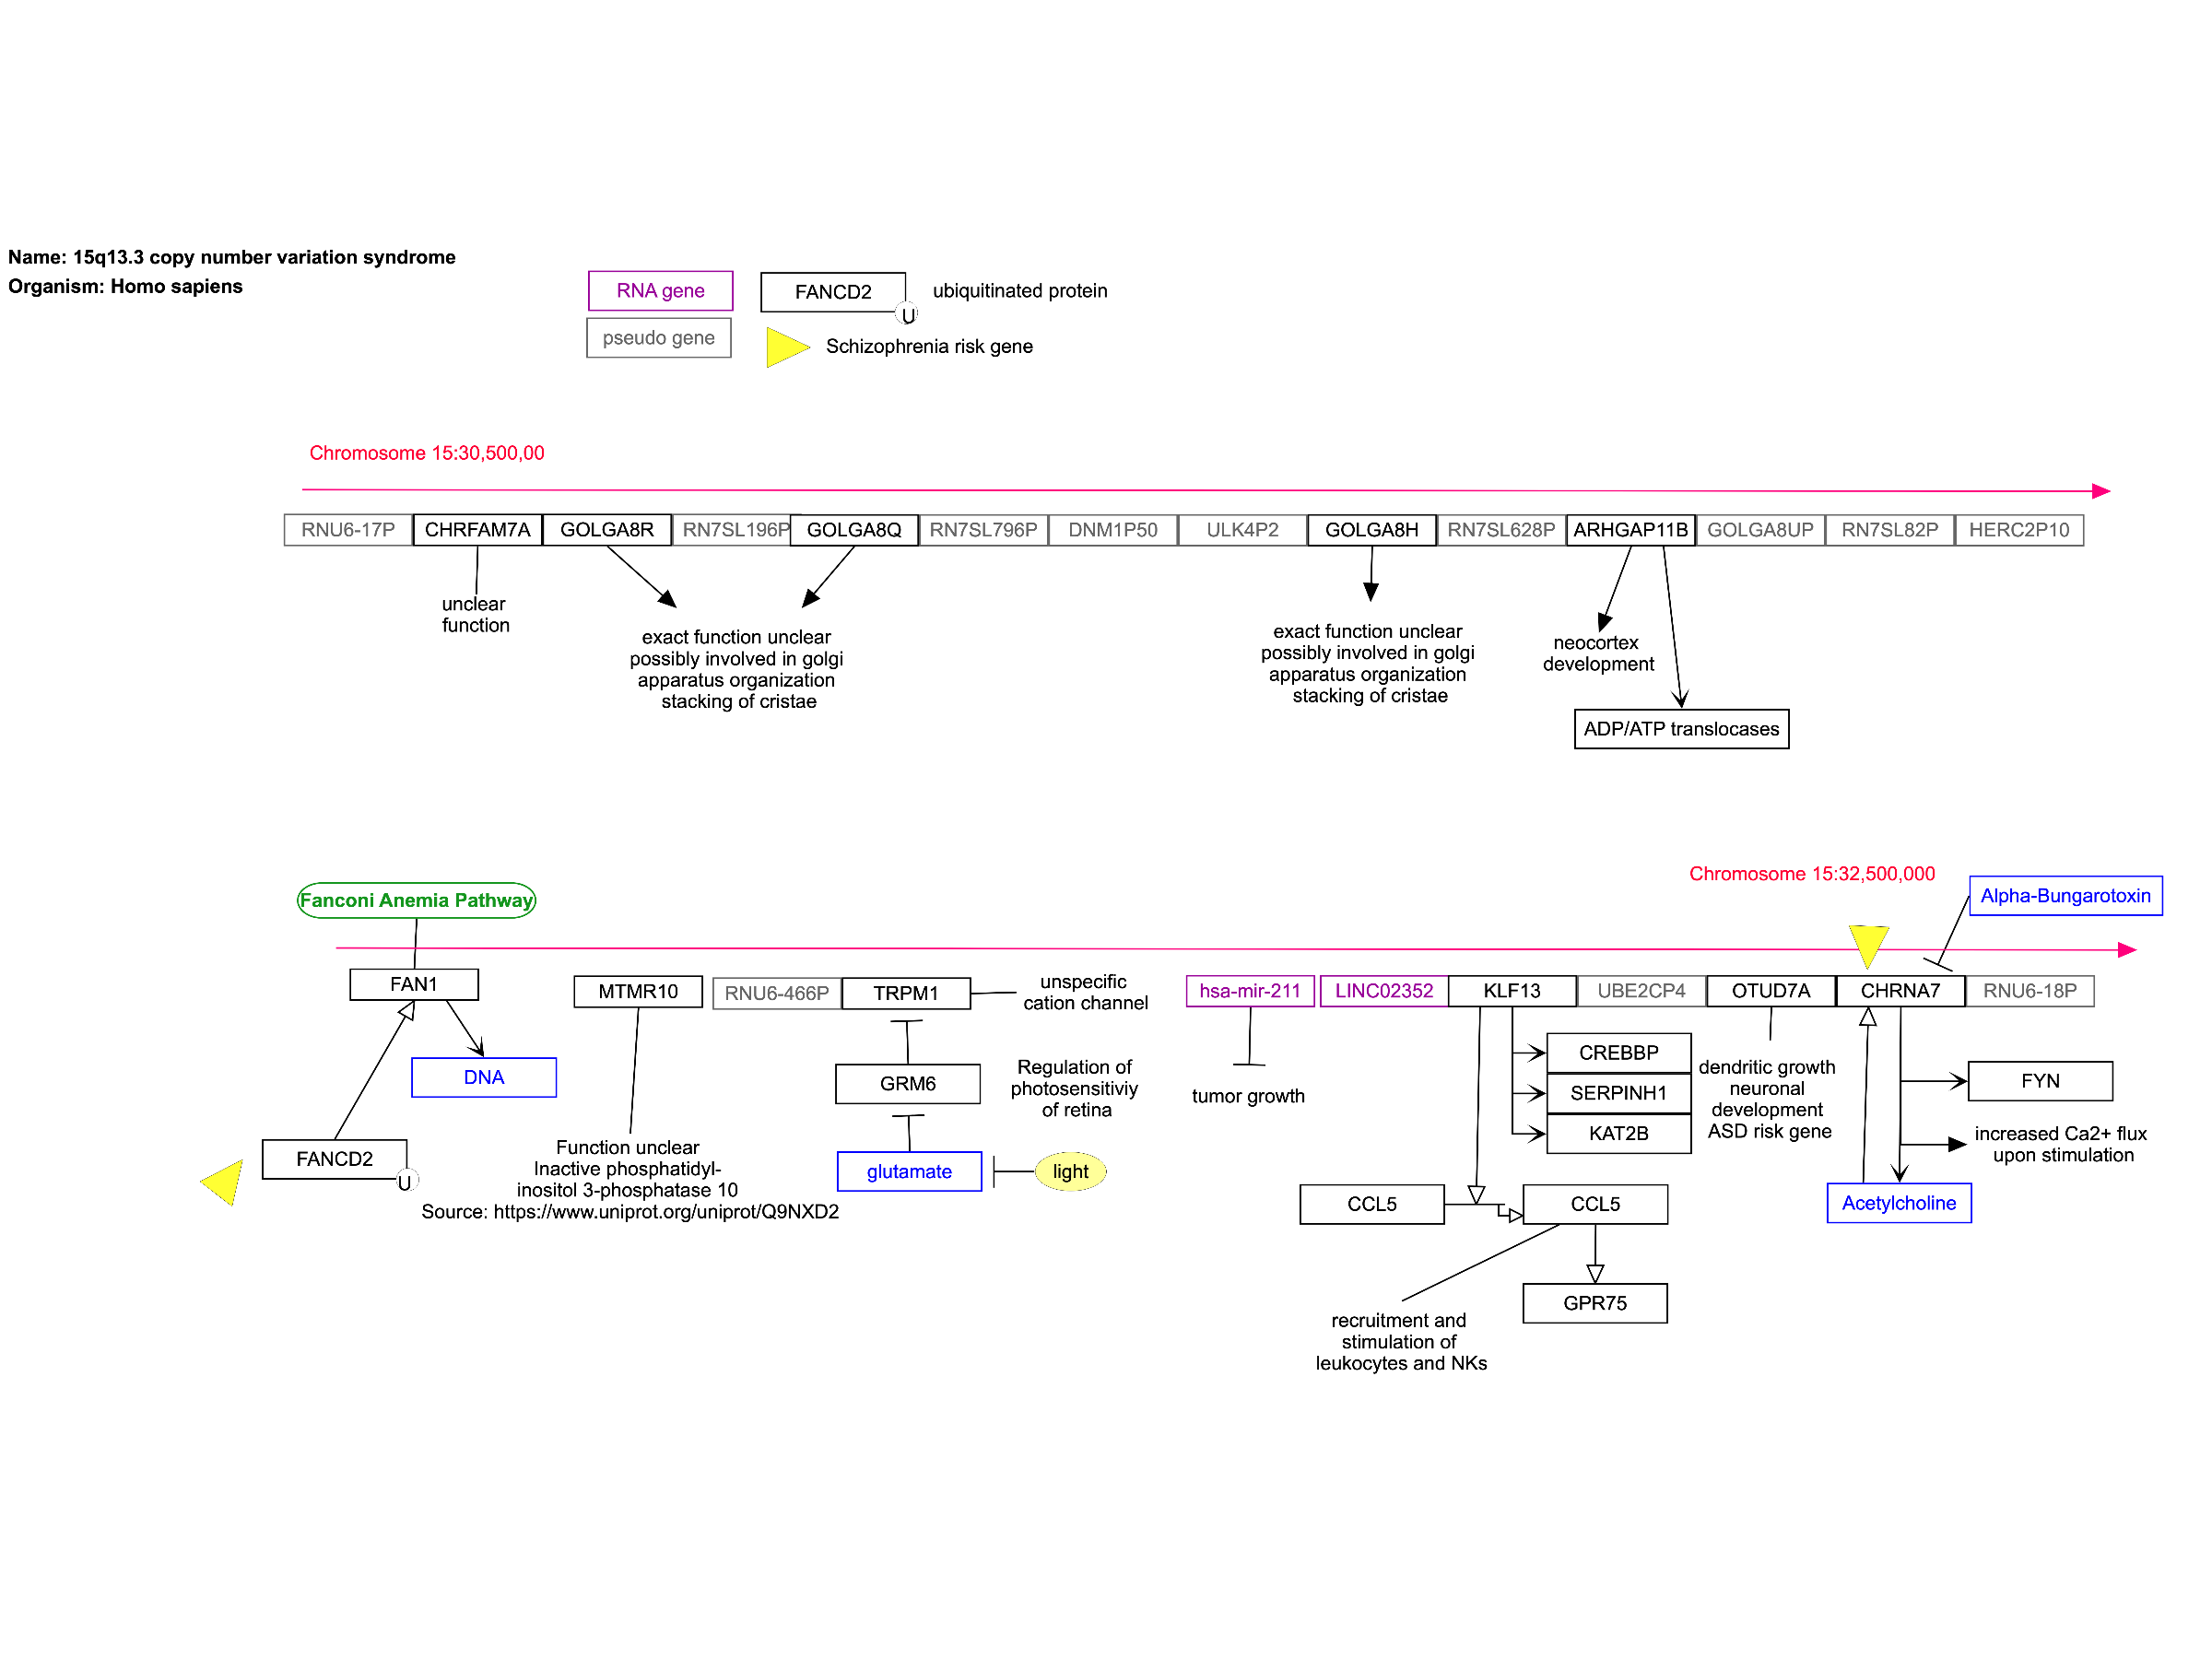 Name: 15q13.3 copy number variation syndrome
Organism: Homo sapiens
RNA gene
FANCD2
U
ubiquitinated protein
pseudo gene
Schizophrenia risk gene
Chromosome 15:30,500,00
RNU6-17P
CHRFAM7A
GOLGA8R
RN7SL196P
GOLGA8Q
RN7SL796P
DNM1P50
ULK4P2
GOLGA8H
RN7SL628P
ARHGAP11B
GOLGA8UP
RN7SL82P
HERC2P10
unclear
function
exact function unclear
possibly involved in golgi
apparatus organization
stacking of cristae
exact function unclear
possibly involved in golgi
apparatus organization
stacking of cristae
neocortex
development
ADP/ATP translocases
Chromosome 15:32,500,000
Fanconi Anemia Pathway
Alpha-Bungarotoxin
FAN1
MTMR10
RNU6-466P
TRPM1
unspecific
cation channel
hsa-mir-211
LINC02352
KLF13
UBE2CP4
OTUD7A
CHRNA7
RNU6-18P
DNA
GRM6
Regulation of
photosensitiviy
of retina
tumor growth
CREBBP
SERPINH1
KAT2B
dendritic growth
neuronal
development
ASD risk gene
FYN
increased Ca2+ flux
upon stimulation
FANCD2
U
Function unclear
Inactive phosphatidyl-
inositol 3-phosphatase 10
Source: https://www.uniprot.org/uniprot/Q9NXD2
glutamate
light
CCL5
CCL5
Acetylcholine
GPR75
recruitment and
stimulation of
leukocytes and NKs